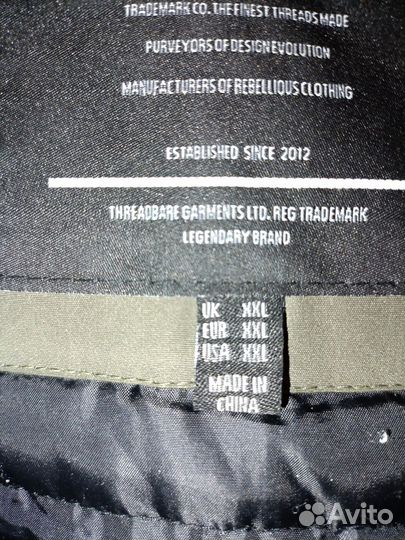 TRADEMARK CO. THE FINEST THREADS MADE
PURVEYORS OF DESIGN EVOLUTION
MANUFACTURERS OF REBELLIOUS CLOTHING
ESTABLISHED SINCE 2012
THREADBARE GARMENTS LTD. REG TRADEMARK
LEGENDARY BRAND
UK XXL
EUR XXL
USA XXL
MADE IN
CHINA
Avito